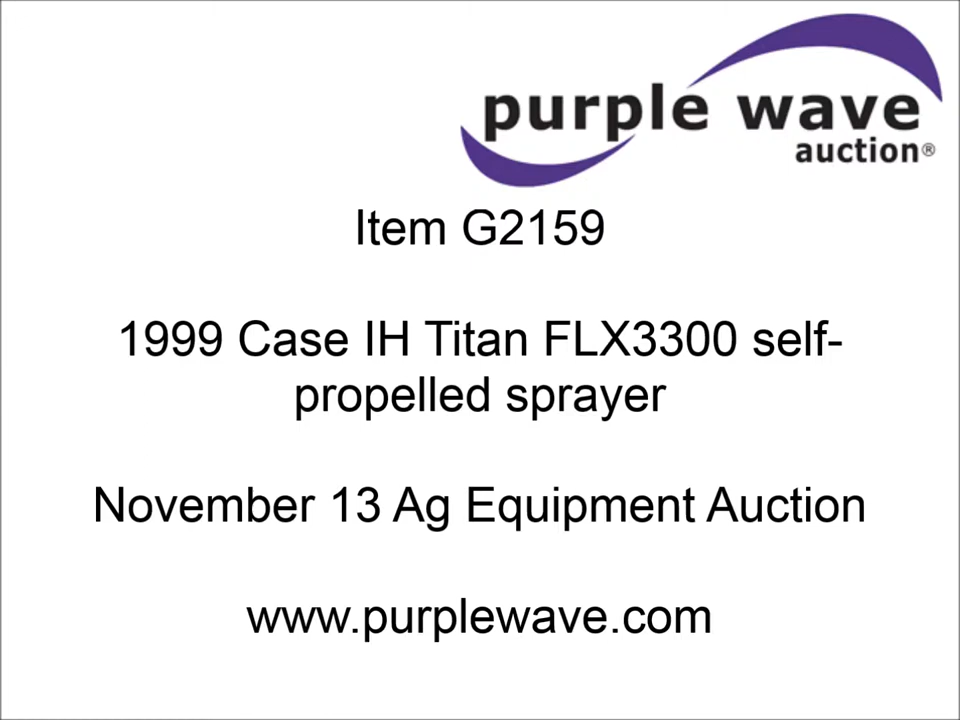 purple wave
auction®
Item G2159
1999 Case IH Titan FLX3300 self-
propelled sprayer
November 13 Ag Equipment Auction
www.purplewave.com